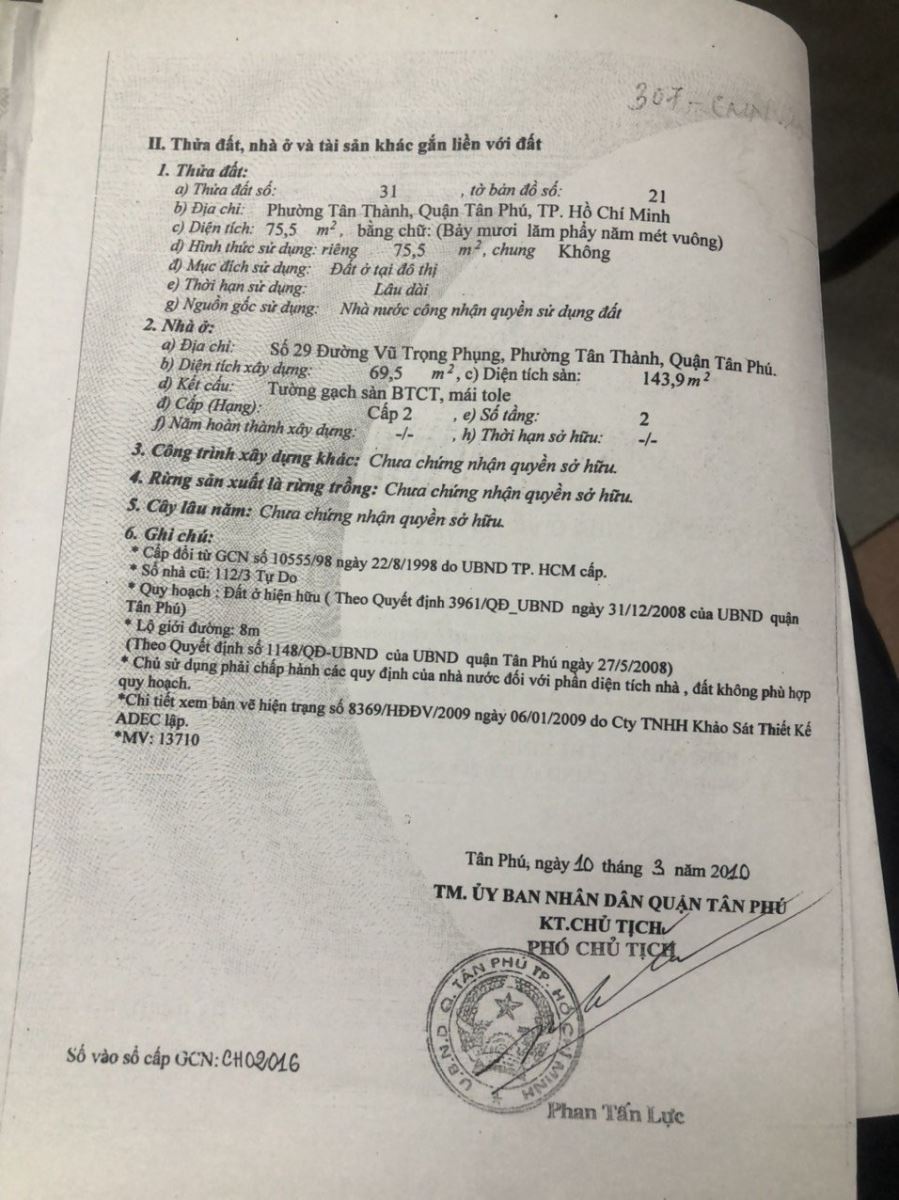 307
II. Thửa đất, nhà ở và tài sản khác gắn liền với đất
1. Thửa đất:
a) Thửa đất số: 31 , tờ bản đồ số: 21
b) Địa chỉ: Phường Tân Thành, Quận Tân Phú, TP. Hồ Chí Minh
c) Diện tích: 75,5 m², bằng chữ: (Bảy mươi lăm phẩy năm mét vuông)
d) Hình thức sử dụng: riêng 75,5 m², chung Không
đ) Mục đích sử dụng: Đất ở tại đô thị
e) Thời hạn sử dụng: Lâu dài
g) Nguồn gốc sử dụng: Nhà nước công nhận quyền sử dụng đất
2. Nhà ở:
a) Địa chỉ: Số 29 Đường Vũ Trọng Phụng, Phường Tân Thành, Quận Tân Phú.
b) Diện tích xây dựng: 69,5 m², c) Diện tích sàn: 143,9 m²
d) Kết cấu: Tường gạch sàn BTCT, mái tole
đ) Cấp (Hạng): Cấp 2 , e) Số tầng: 2
f) Năm hoàn thành xây dựng: -/- , h) Thời hạn sở hữu: -/-
3. Công trình xây dựng khác: Chưa chứng nhận quyền sở hữu.
4. Rừng sản xuất là rừng trồng: Chưa chứng nhận quyền sở hữu.
5. Cây lâu năm: Chưa chứng nhận quyền sở hữu.
6. Ghi chú:
* Cấp đổi từ GCN số 10555/98 ngày 22/8/1998 do UBND TP. HCM cấp.
* Số nhà cũ: 112/3 Tự Do
* Quy hoạch : Đất ở hiện hữu ( Theo Quyết định 3961/QĐ_UBND ngày 31/12/2008 của UBND quận
Tân Phú)
* Lộ giới đường: 8m
(Theo Quyết định số 1148/QĐ-UBND của UBND quận Tân Phú ngày 27/5/2008)
* Chủ sử dụng phải chấp hành các quy định của nhà nước đối với phần diện tích nhà , đất không phù hợp
quy hoạch.
*Chi tiết xem bản vẽ hiện trạng số 8369/HĐĐV/2009 ngày 06/01/2009 do Cty TNHH Khảo Sát Thiết Kế
ADEC lập.
*MV: 13710
Tân Phú, ngày 10 tháng 3 năm 2010
TM. ỦY BAN NHÂN DÂN QUẬN TÂN PHÚ
KT.CHỦ TỊCH
PHÓ CHỦ TỊCH
U.B.N.D Q. TÂN PHÚ TP. HỒ CHÍ MINH
Số vào sổ cấp GCN: CH02016
Phan Tấn Lực